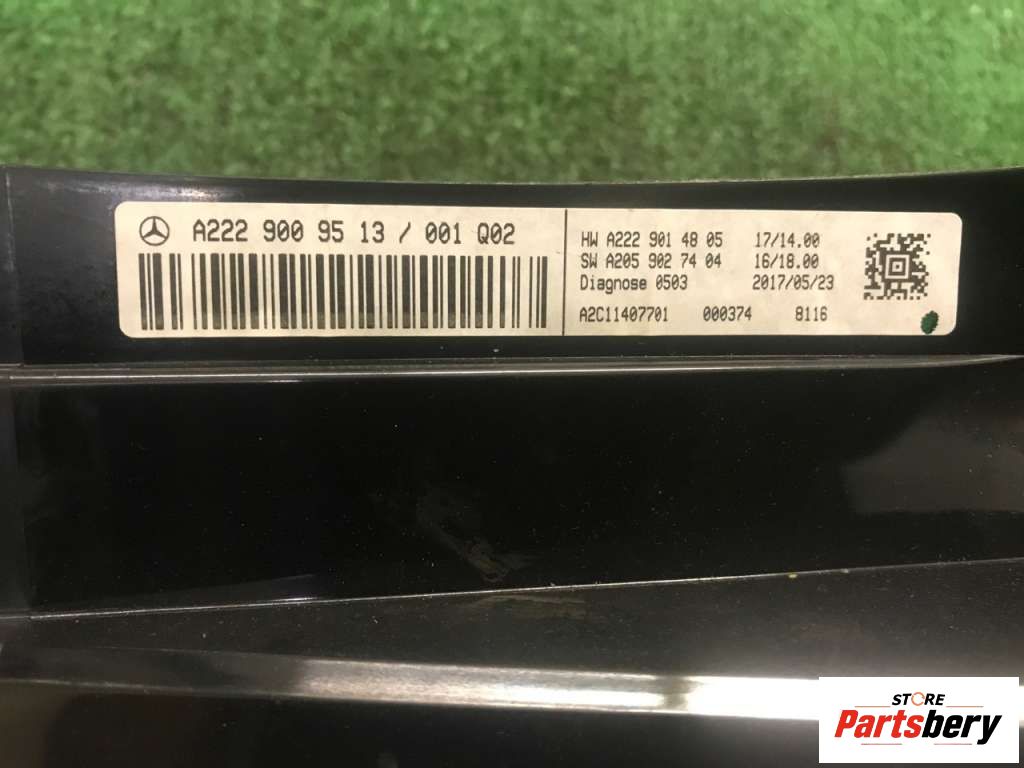 A222 900 95 13 / 001 Q02
HW A222 901 48 05 17/14.00
SW A205 902 74 04 16/18.00
Diagnose 0503 2017/05/23
A2C11407701 000374 8116
STORE
Partsbery